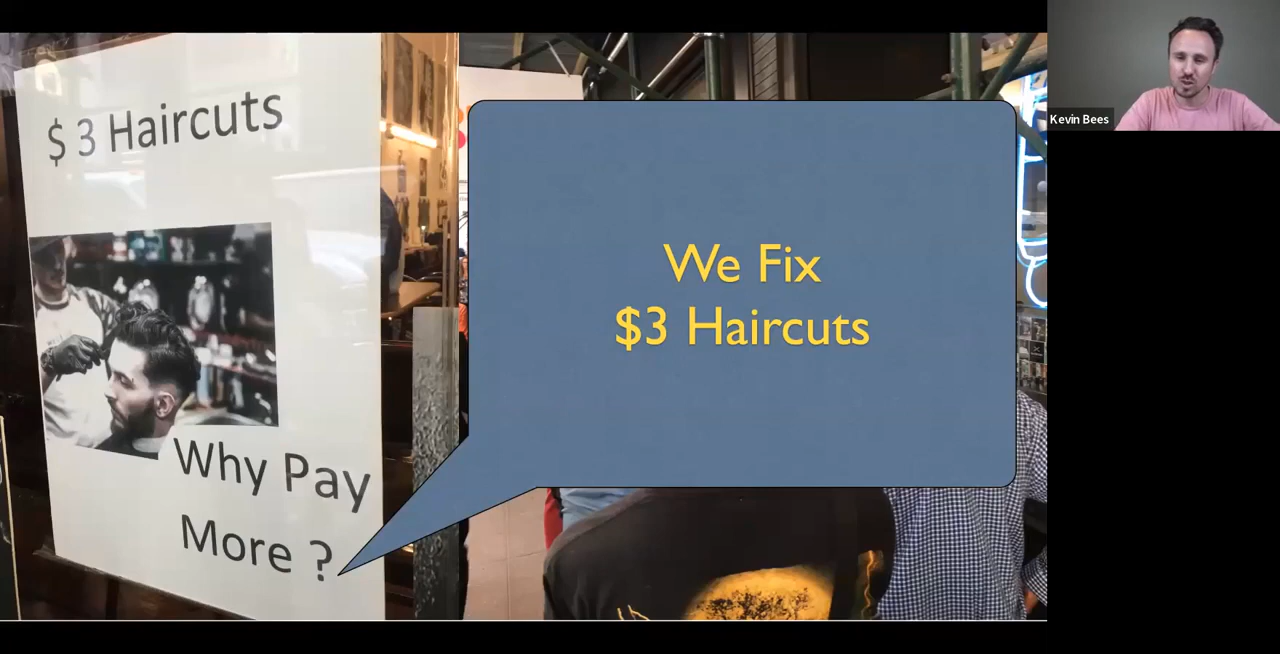 $ 3 Haircuts
Why Pay
More ?
We Fix
$3 Haircuts
Kevin Bees